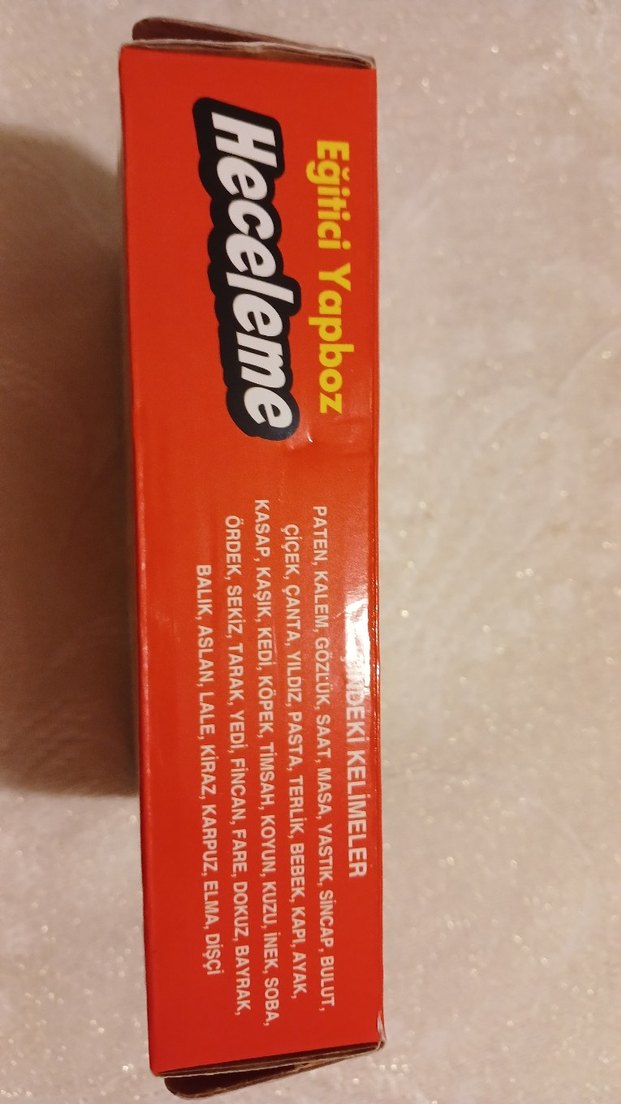 Eğitici Yapboz
Heceleme
KELİMELER
PATEN, KALEM, GÖZLÜK, SAAT, MASA, YASTIK, SİNCAP, BULUT,
ÇİÇEK, ÇANTA, YILDIZ, PASTA, TERLİK, BEBEK, KAPI, AYAK,
KASAP, KAŞIK, KEDİ, KÖPEK, TİMSAH, KOYUN, KUZU, İNEK, SOBA,
ÖRDEK, SEKİZ, TARAK, YEDİ, FİNCAN, FARE, DOKUZ, BAYRAK,
BALIK, ASLAN, LALE, KİRAZ, KARPUZ, ELMA, DİŞÇİ